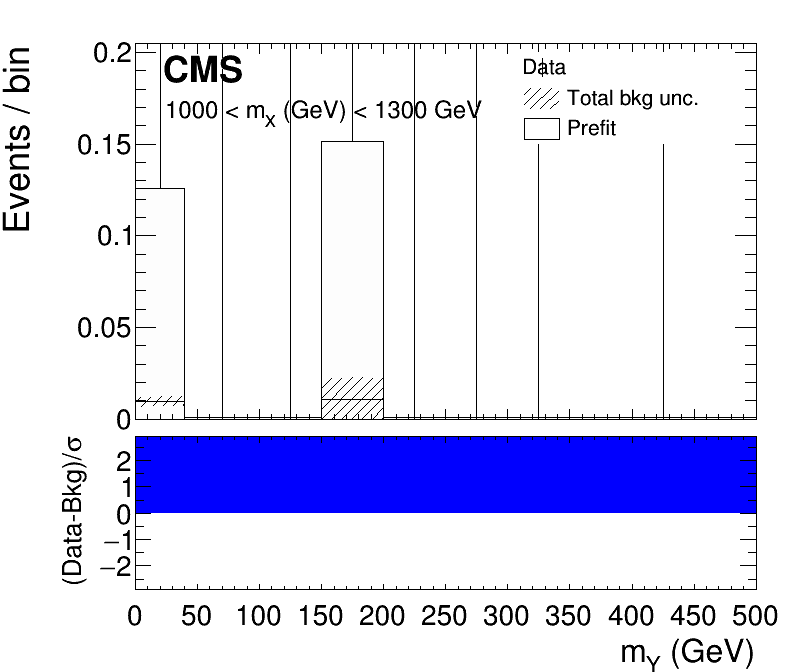 Events / bin
0.2
0.15
0.1
0.05
0
CMS
1000 < mX (GeV) < 1300 GeV
Data
Total bkg unc.
Prefit
(Data-Bkg)/σ
2
1
0
−1
−2
0 50 100 150 200 250 300 350 400 450 500
mY (GeV)